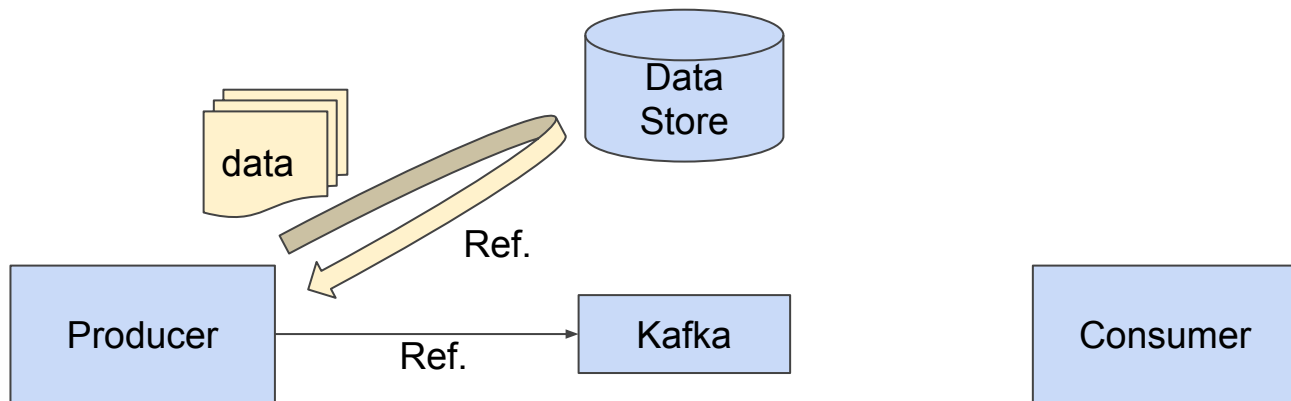 Data
Store
data
Ref.
Producer
Ref.
Kafka
Consumer